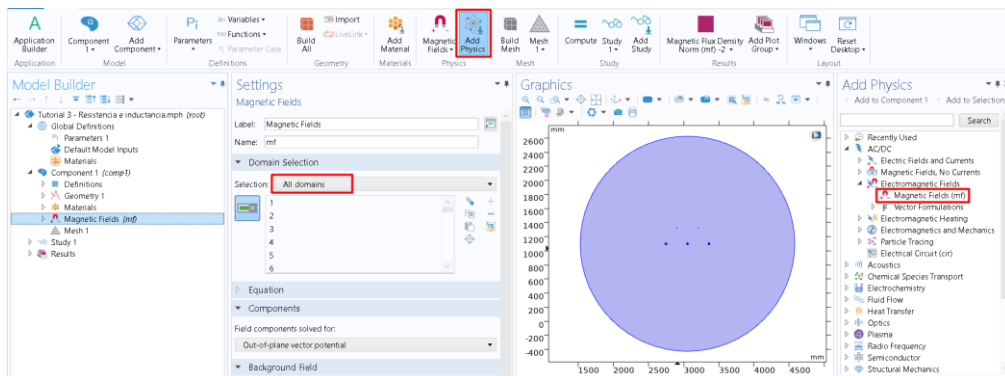 A
Application Builder
Application
Component 1
Add Component
Model
Pi
Parameters
Variables
Functions
Parameter Case
Definitions
Build All
Import
LiveLink
Geometry
Add Material
Materials
Magnetic Fields
Add Physics
Physics
Build Mesh
Mesh 1
Mesh
Compute
Study 1
Add Study
Study
Magnetic Flux Density Norm (mf) -2
Add Plot Group
Results
Windows
Reset Desktop
Layout
Model Builder
Tutorial 3 - Resistencia e inductancia.mph (root)
Global Definitions
Pi Parameters 1
Default Model Inputs
Materials
Component 1 (comp1)
Definitions
Geometry 1
Materials
Magnetic Fields (mf)
Mesh 1
Study 1
Results
Settings
Magnetic Fields
Label: Magnetic Fields
Name: mf
Domain Selection
Selection: All domains
1
2
3
4
5
6
Equation
Components
Field components solved for:
Out-of-plane vector potential
Background Field
Graphics
mm
2600
2400
2200
2000
1800
1600
1400
1200
1000
800
600
400
200
0
-200
-400
mm
1500 2000 2500 3000 3500 4000 4500
Add Physics
+ Add to Component 1 + Add to Selection
Search
Recently Used
AC/DC
Electric Fields and Currents
Magnetic Fields, No Currents
Electromagnetic Fields
Magnetic Fields (mf)
Vector Formulations
Electromagnetic Heating
Electromagnetics and Mechanics
Particle Tracing
Electrical Circuit (cir)
Acoustics
Chemical Species Transport
Electrochemistry
Fluid Flow
Heat Transfer
Optics
Plasma
Radio Frequency
Semiconductor
Structural Mechanics